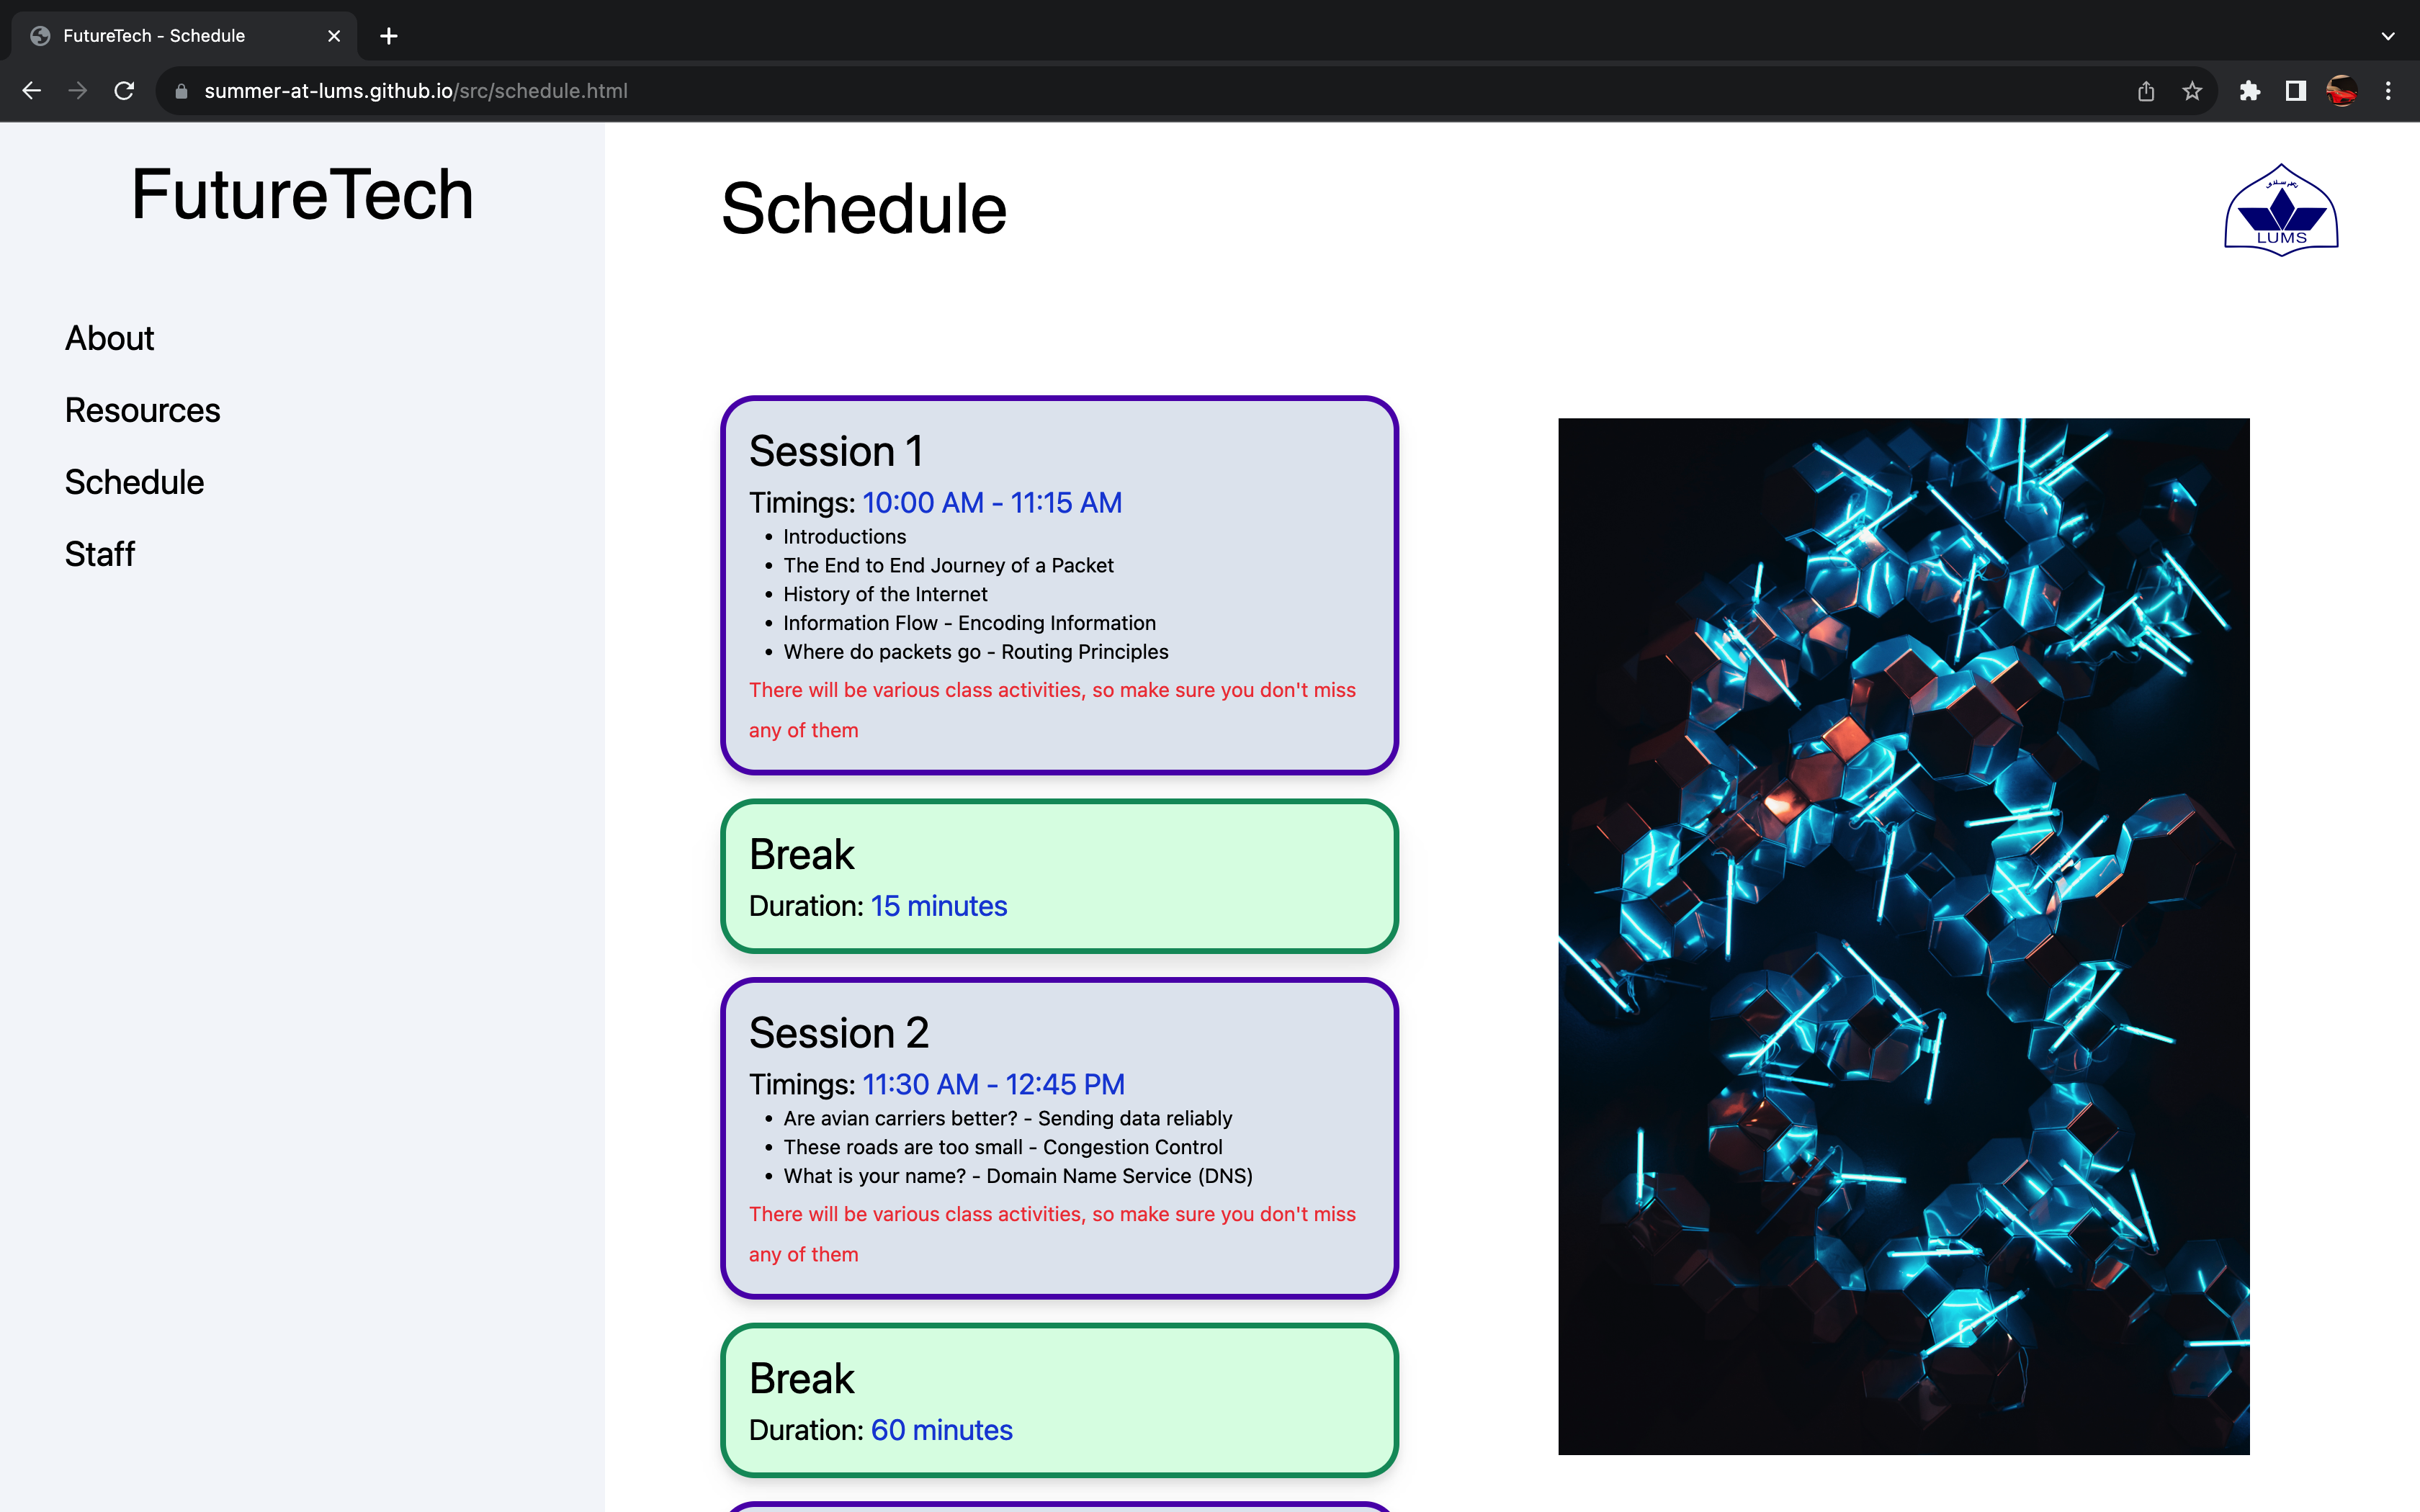 FutureTech - Schedule
summer-at-lums.github.io/src/schedule.html
FutureTech
About
Resources
Schedule
Staff
Schedule
LUMS
Session 1
Timings: 10:00 AM - 11:15 AM
• Introductions
• The End to End Journey of a Packet
• History of the Internet
• Information Flow - Encoding Information
• Where do packets go - Routing Principles
There will be various class activities, so make sure you don't miss
any of them
Break
Duration: 15 minutes
Session 2
Timings: 11:30 AM - 12:45 PM
• Are avian carriers better? - Sending data reliably
• These roads are too small - Congestion Control
• What is your name? - Domain Name Service (DNS)
There will be various class activities, so make sure you don't miss
any of them
Break
Duration: 60 minutes